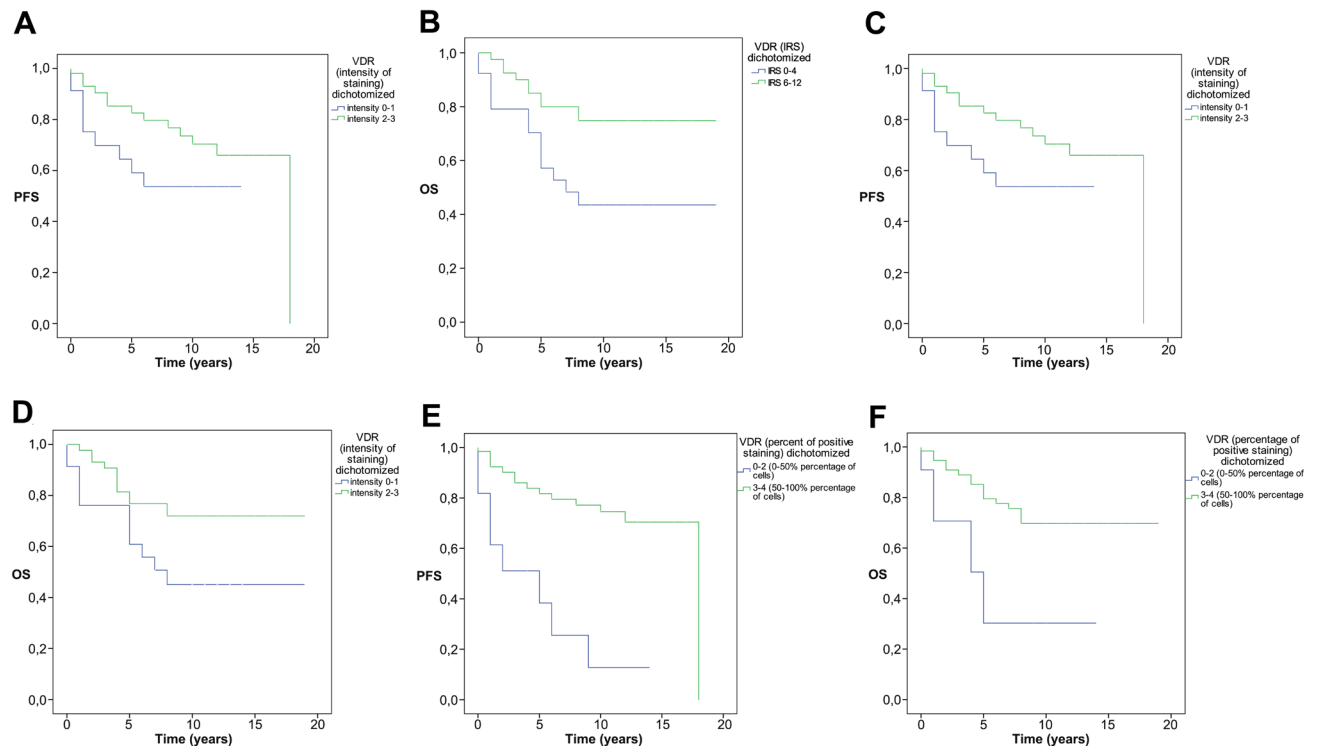 A
VDR
(intensity of
staining)
dichotomized
intensity 0-1
intensity 2-3
1,0
0,8
0,6
0,4
0,2
0,0
PFS
0
5
10
15
20
Time (years)
B
VDR (IRS)
dichotomized
IRS 0-4
IRS 6-12
1,0
0,8
0,6
0,4
0,2
0,0
OS
0
5
10
15
20
Time (years)
C
VDR
(intensity of
staining)
dichotomized
intensity 0-1
intensity 2-3
1,0
0,8
0,6
0,4
0,2
0,0
PFS
0
5
10
15
20
Time (years)
D
VDR
(intensity of
staining)
dichotomized
intensity 0-1
intensity 2-3
1,0
0,8
0,6
0,4
0,2
0,0
OS
0
5
10
15
20
Time (years)
E
VDR (percent of positive
staining) dichotomized
0-2 (0-50% percentage of
cells)
3-4 (50-100% percentage
of cells)
1,0
0,8
0,6
0,4
0,2
0,0
PFS
0
5
10
15
20
Time (years)
F
VDR (percentage of
positive staining)
dichotomized
0-2 (0-50% percentage of
cells)
3-4 (50-100% percentage
of cells)
1,0
0,8
0,6
0,4
0,2
0,0
OS
0
5
10
15
20
Time (years)